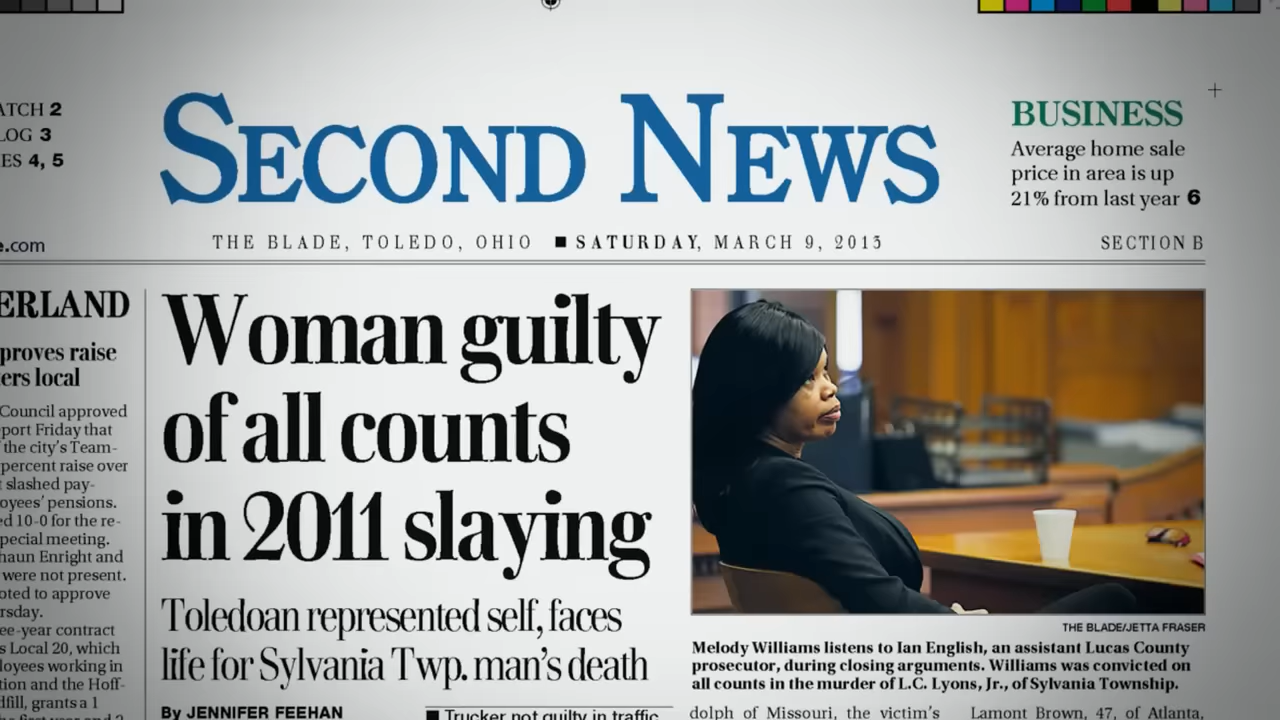 ATCH 2
LOG 3
ES 4, 5
e.com
SECOND NEWS
THE BLADE, TOLEDO, OHIO ■ SATURDAY, MARCH 9, 2013
BUSINESS
Average home sale
price in area is up
21% from last year 6
SECTION B
ERLAND
proves raise
ers local
Council approved
port Friday that
the city's Team-
percent raise over
t slashed pay-
oyees' pensions.
ed 10-0 for the re-
pecial meeting.
haun Enright and
were not present.
oted to approve
rsday.
ee-year contract
s Local 20, which
loyees working in
tion and the Hoff-
dfill, grants a 1
Woman guilty
of all counts
in 2011 slaying
Toledoan represented self, faces
life for Sylvania Twp. man's death
By JENNIFER FEEHAN
■ Trucker not guilty in traffic
THE BLADE/JETTA FRASER
Melody Williams listens to Ian English, an assistant Lucas County
prosecutor, during closing arguments. Williams was convicted on
all counts in the murder of L.C. Lyons, Jr., of Sylvania Township.
dolph of Missouri, the victim's
Lamont Brown, 47, of Atlanta,